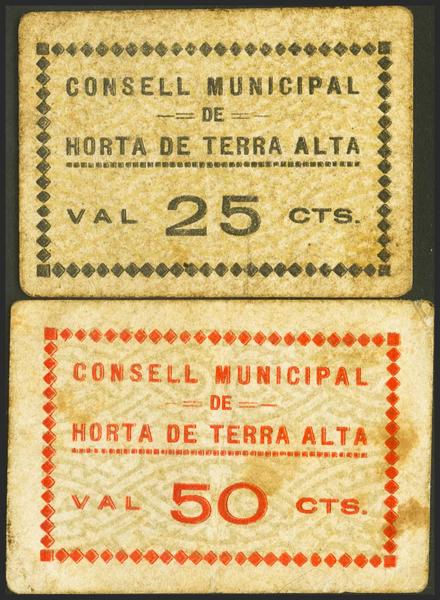 CONSELL MUNICIPAL
DE
HORTA DE TERRA ALTA
VAL 25 CTS.
CONSELL MUNICIPAL
DE
HORTA DE TERRA ALTA
VAL 50 CTS.